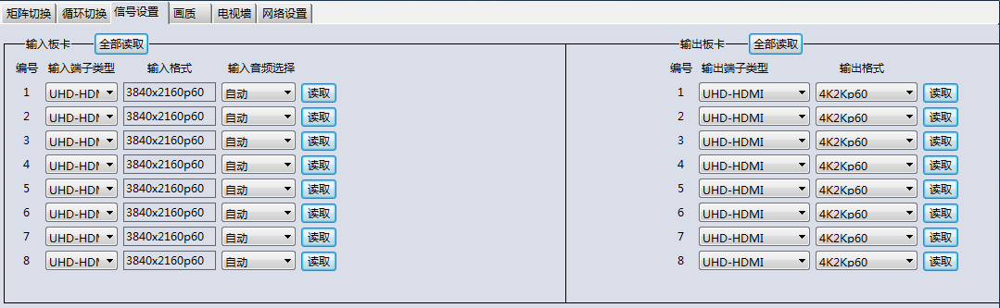 矩阵切换 循环切换 信号设置 画质 电视墙 网络设置
输入板卡 全部读取 输出板卡 全部读取
编号 输入端子类型 输入格式 输入音频选择 编号 输出端子类型 输出格式
1 UHD-HDM 3840x2160p60 自动 读取 1 UHD-HDMI 4K2Kp60 读取
2 UHD-HDM 3840x2160p60 自动 读取 2 UHD-HDMI 4K2Kp60 读取
3 UHD-HDM 3840x2160p60 自动 读取 3 UHD-HDMI 4K2Kp60 读取
4 UHD-HDM 3840x2160p60 自动 读取 4 UHD-HDMI 4K2Kp60 读取
5 UHD-HDM 3840x2160p60 自动 读取 5 UHD-HDMI 4K2Kp60 读取
6 UHD-HDM 3840x2160p60 自动 读取 6 UHD-HDMI 4K2Kp60 读取
7 UHD-HDM 3840x2160p60 自动 读取 7 UHD-HDMI 4K2Kp60 读取
8 UHD-HDM 3840x2160p60 自动 读取 8 UHD-HDMI 4K2Kp60 读取